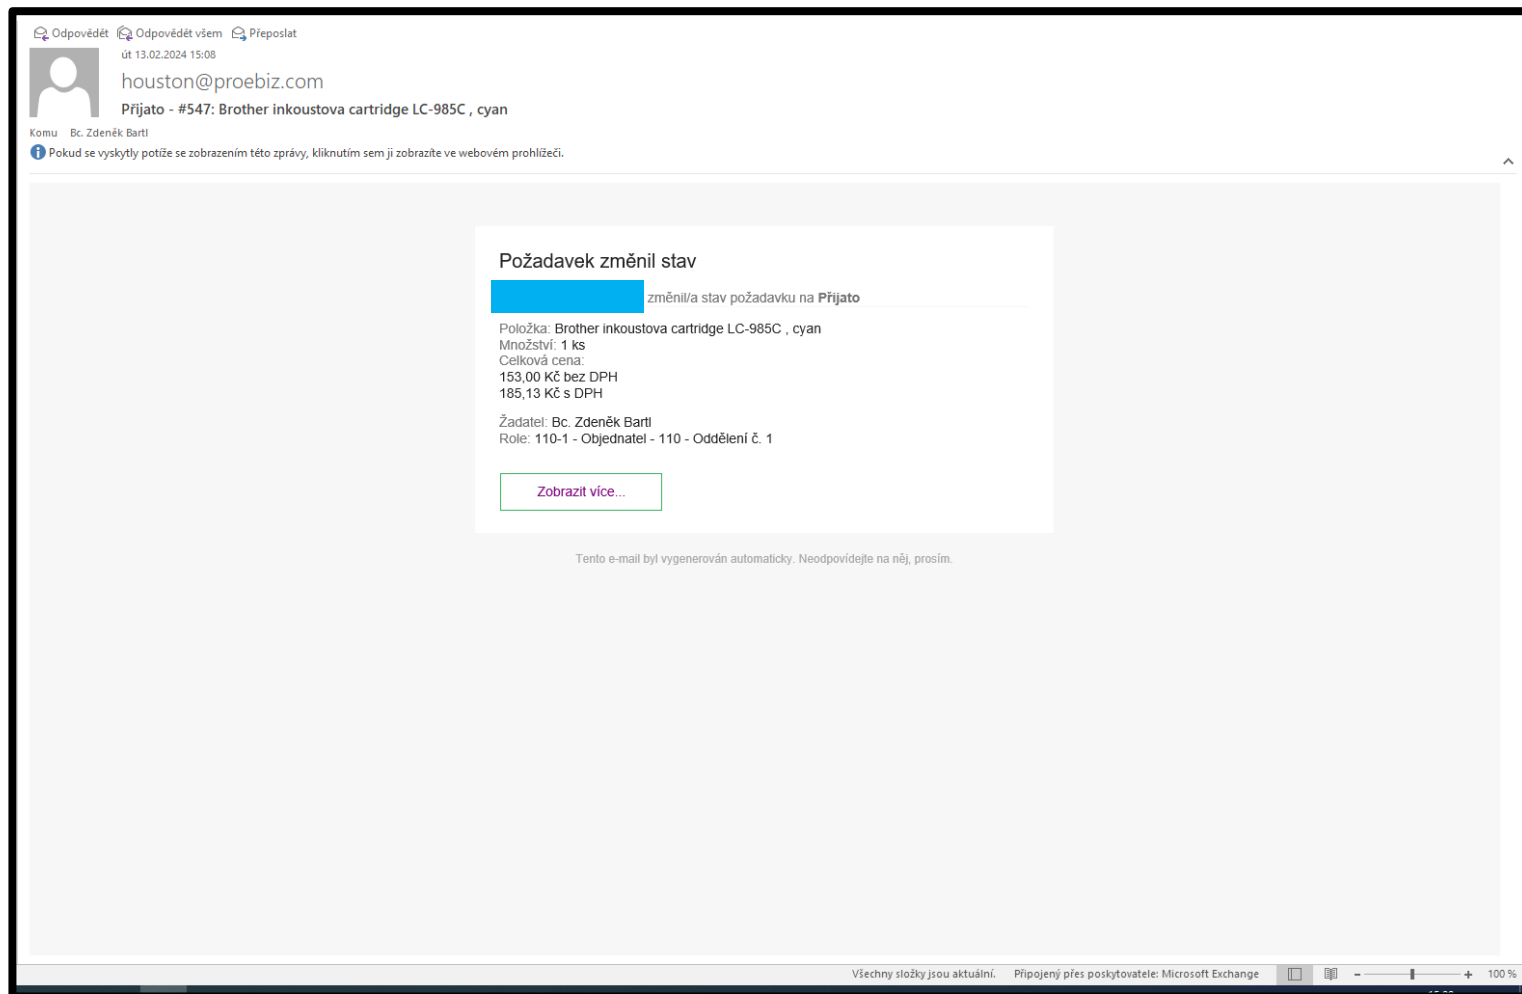 Odpovědět Odpovědět všem Přeposlat
út 13.02.2024 15:08
houston@proebiz.com
Přijato - #547: Brother inkoustova cartridge LC-985C , cyan
Komu Bc. Zdeněk Bartl
Pokud se vyskytly potíže se zobrazením této zprávy, kliknutím sem ji zobrazíte ve webovém prohlížeči.
Požadavek změnil stav
změnil/a stav požadavku na Přijato
Položka: Brother inkoustova cartridge LC-985C , cyan
Množství: 1 ks
Celková cena:
153,00 Kč bez DPH
185,13 Kč s DPH
Žadatel: Bc. Zdeněk Bartl
Role: 110-1 - Objednatel - 110 - Oddělení č. 1
Zobrazit více...
Tento e-mail byl vygenerován automaticky. Neodpovídejte na něj, prosím.
Všechny složky jsou aktuální. Připojený přes poskytovatele: Microsoft Exchange - + 100 %